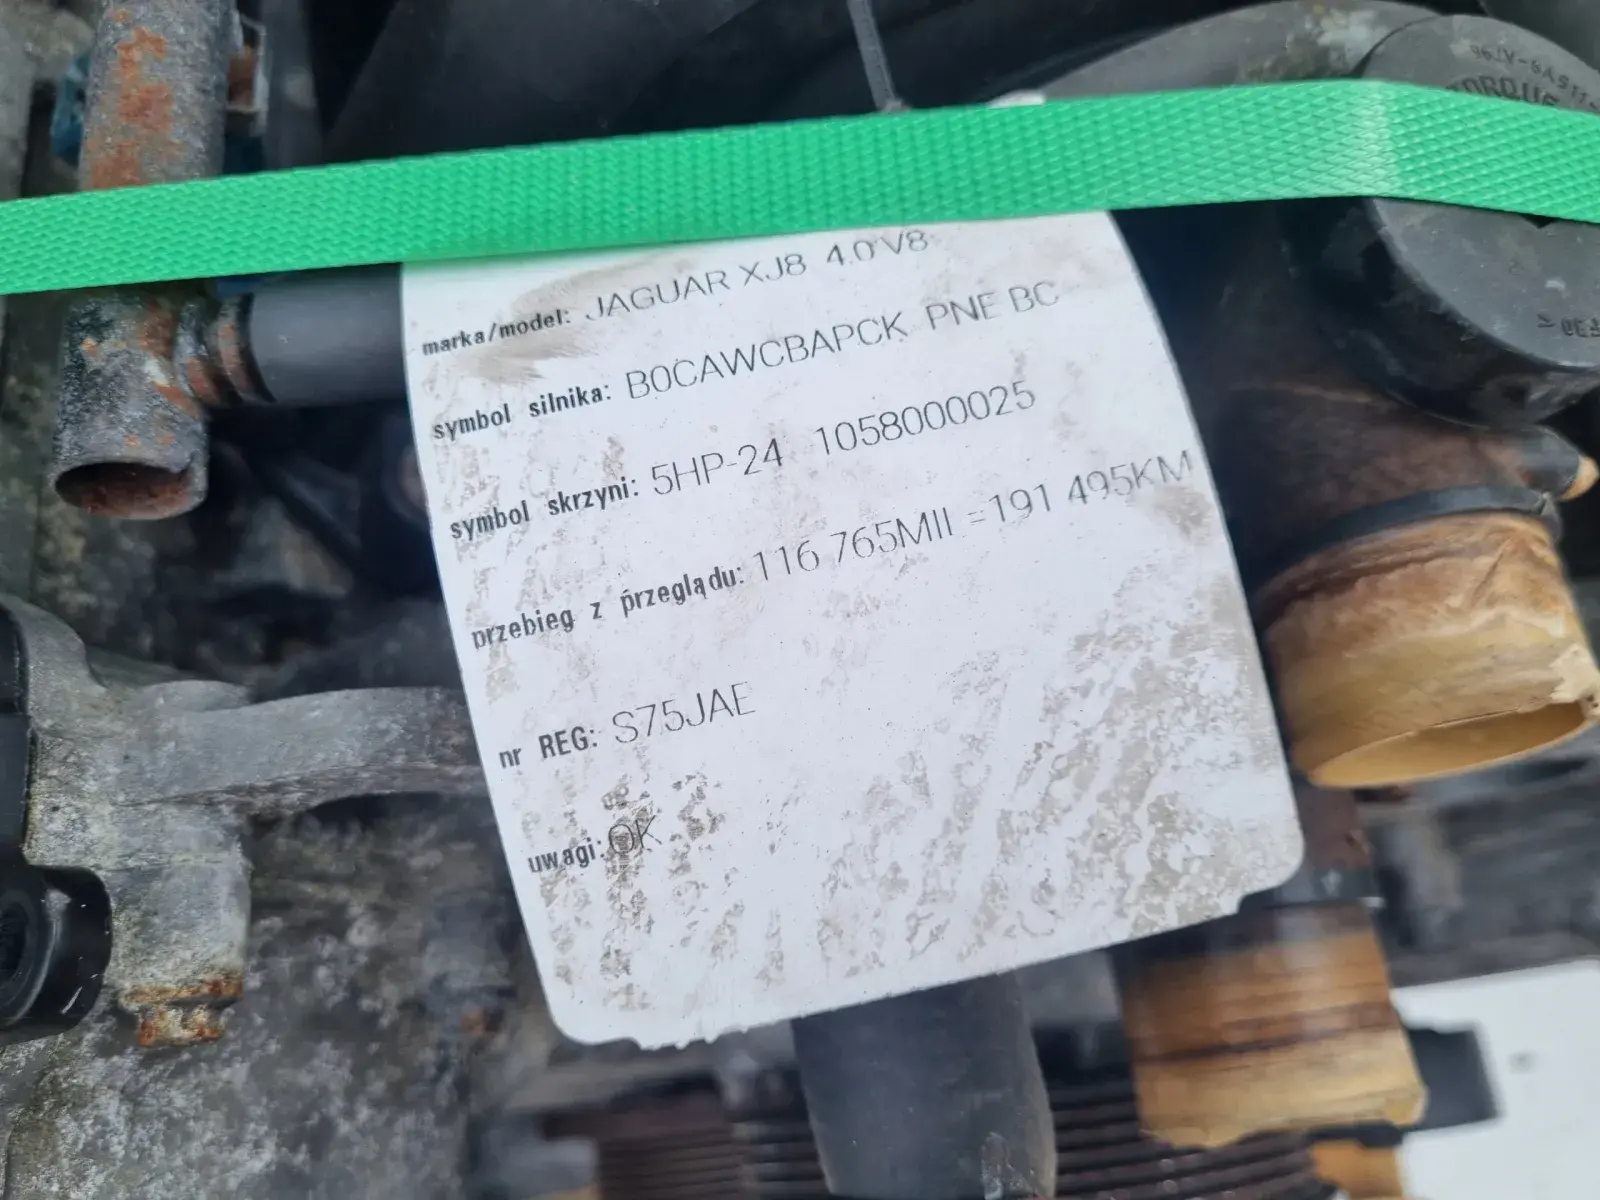 marka/model: JAGUAR XJ8 4.0 V8
symbol silnika: B0CAWCBAPCK PNE BC
symbol skrzyni: 5HP-24 1058000025
przebieg z przeglądu: 116 765MIl =191 495KM
nr REG: S75JAE
uwagi: OK